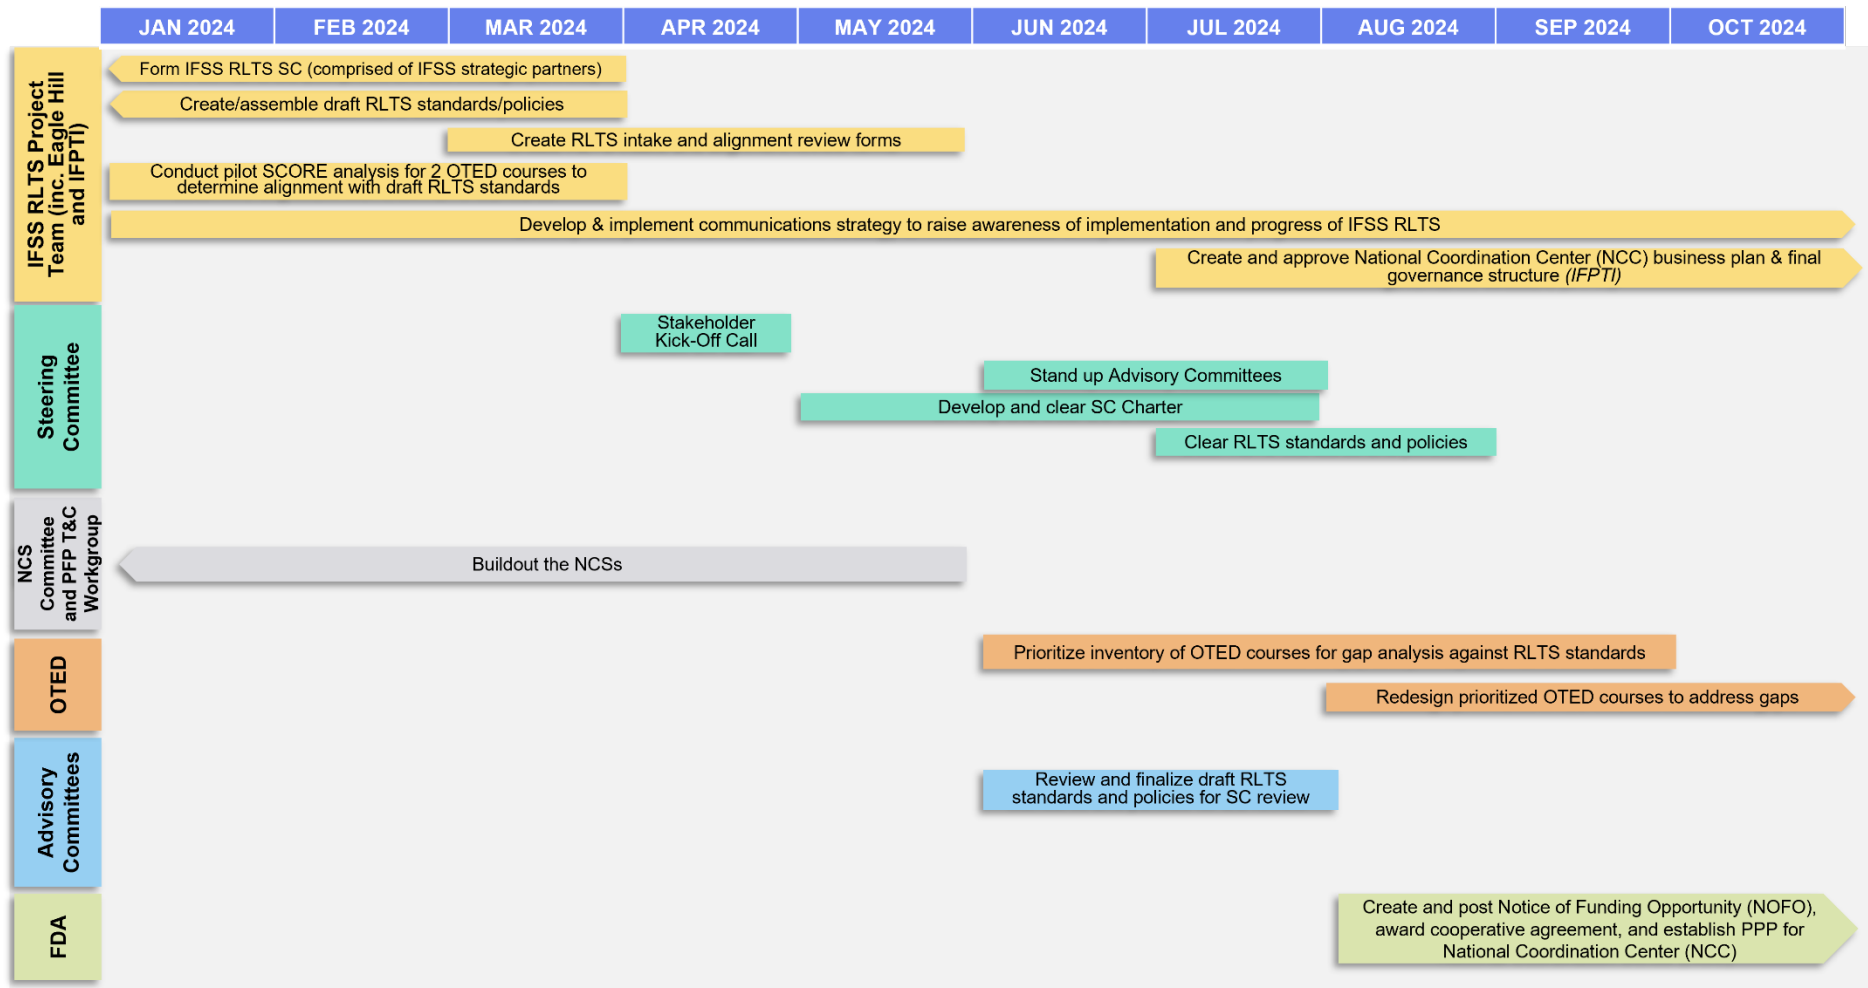 JAN 2024
FEB 2024
MAR 2024
APR 2024
MAY 2024
JUN 2024
JUL 2024
AUG 2024
SEP 2024
OCT 2024
IFSS RLTS Project
Team (inc. Eagle Hill
and IFPTI)
Form IFSS RLTS SC (comprised of IFSS strategic partners)
Create/assemble draft RLTS standards/policies
Create RLTS intake and alignment review forms
Conduct pilot SCORE analysis for 2 OTED courses to
determine alignment with draft RLTS standards
Develop & implement communications strategy to raise awareness of implementation and progress of IFSS RLTS
Create and approve National Coordination Center (NCC) business plan & final
governance structure (IFPTI)
Steering
Committee
Stakeholder
Kick-Off Call
Stand up Advisory Committees
Develop and clear SC Charter
Clear RLTS standards and policies
NCS
Committee
and PFP T&C
Workgroup
Buildout the NCSs
OTED
Prioritize inventory of OTED courses for gap analysis against RLTS standards
Redesign prioritized OTED courses to address gaps
Advisory
Committees
Review and finalize draft RLTS
standards and policies for SC review
FDA
Create and post Notice of Funding Opportunity (NOFO),
award cooperative agreement, and establish PPP for
National Coordination Center (NCC)